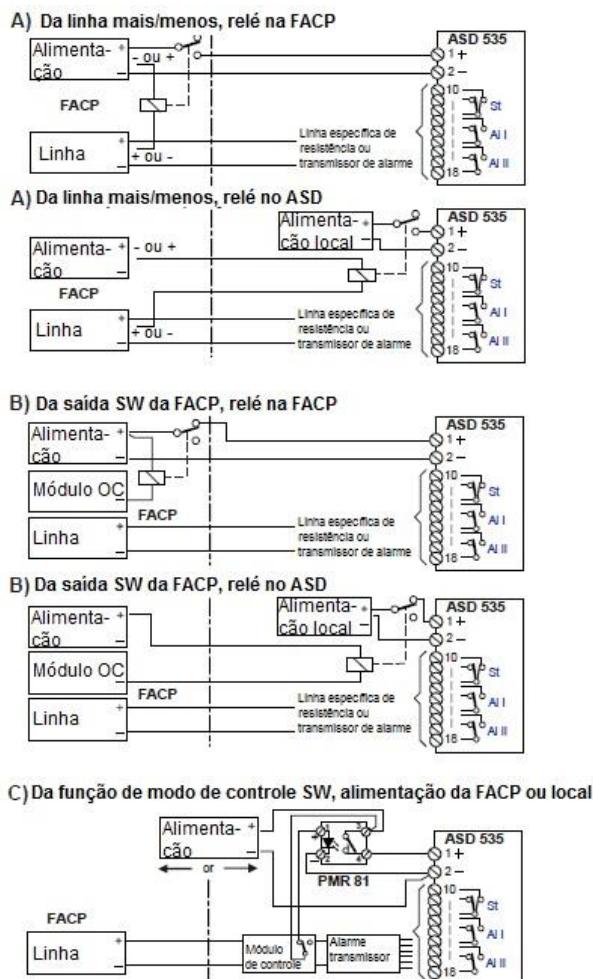 A) Da linha mais/menos, relé na FACP
Alimenta- +
ção −
- ou +
FACP
Linha
+
−
+ ou -
Linha específica de
resistência ou
transmissor de alarme
ASD 535
1 +
2 −
10
18
St
Al I
Al II
A) Da linha mais/menos, relé no ASD
Alimenta- +
ção −
- ou +
FACP
Linha
+
−
+ ou -
Alimenta- +
ção local −
Linha específica de
resistência ou
transmissor de alarme
ASD 535
1 +
2 −
10
18
St
Al I
Al II
B) Da saída SW da FACP, relé na FACP
Alimenta- +
ção −
Módulo OC
FACP
Linha
+
−
Linha específica de
resistência ou
transmissor de alarme
ASD 535
1 +
2 −
10
18
St
Al I
Al II
B) Da saída SW da FACP, relé no ASD
Alimenta- +
ção −
Módulo OC
FACP
Linha
+
−
Alimenta- +
ção local −
Linha específica de
resistência ou
transmissor de alarme
ASD 535
1 +
2 −
10
18
St
Al I
Al II
C) Da função de modo de controle SW, alimentação da FACP ou local
Alimenta- +
ção −
or
1
3
+
−
2
4
PMR 81
FACP
Linha
+
−
Módulo
de controle
Alarme
transmissor
ASD 535
1 +
2 −
10
18
St
Al I
Al II